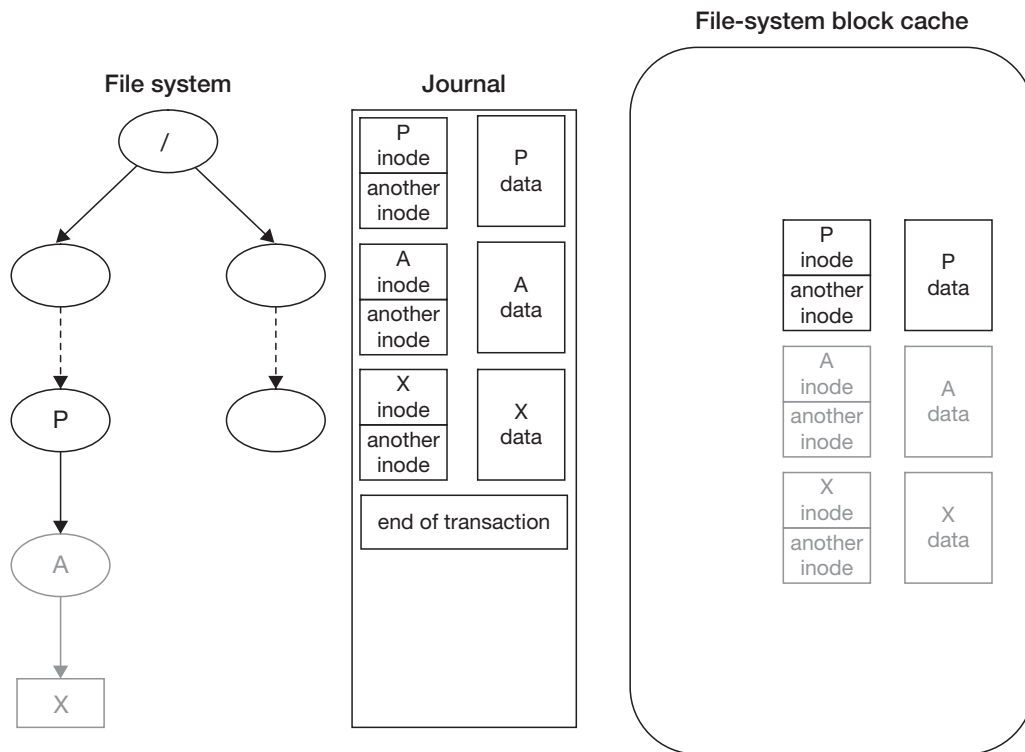 File-system block cache
File system
Journal
/
P
A
X
P
inode
another
inode
P
data
A
inode
another
inode
A
data
X
inode
another
inode
X
data
end of transaction
P
inode
another
inode
P
data
A
inode
another
inode
A
data
X
inode
another
inode
X
data